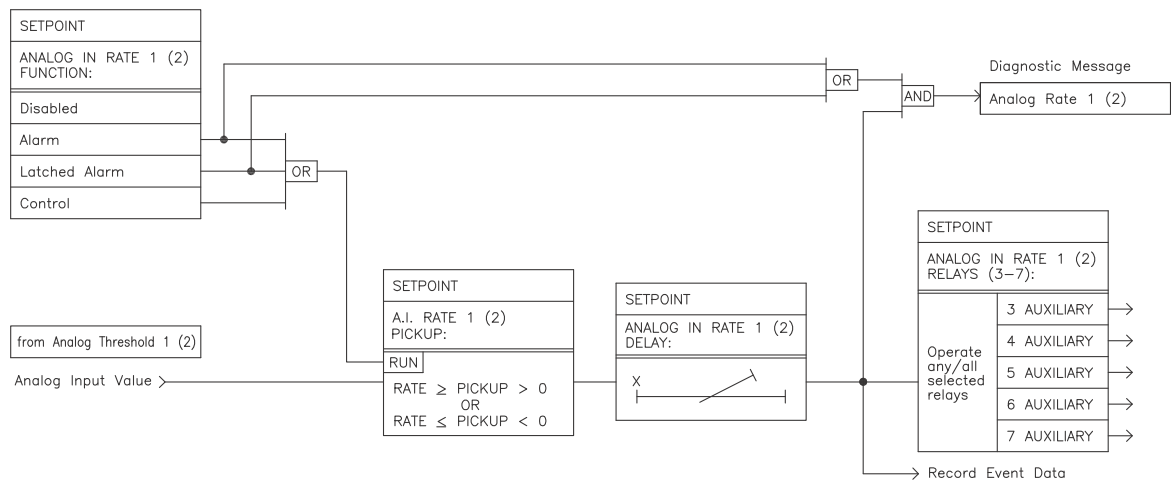 SETPOINT
ANALOG IN RATE 1 (2)
FUNCTION:
Disabled
Alarm
Latched Alarm
Control
OR
OR
AND
Diagnostic Message
Analog Rate 1 (2)
from Analog Threshold 1 (2)
Analog Input Value
SETPOINT
A.I. RATE 1 (2)
PICKUP:
RUN
RATE ≥ PICKUP > 0
OR
RATE ≤ PICKUP < 0
SETPOINT
ANALOG IN RATE 1 (2)
DELAY:
X
SETPOINT
ANALOG IN RATE 1 (2)
RELAYS (3-7):
Operate
any/all
selected
relays
3 AUXILIARY
4 AUXILIARY
5 AUXILIARY
6 AUXILIARY
7 AUXILIARY
Record Event Data